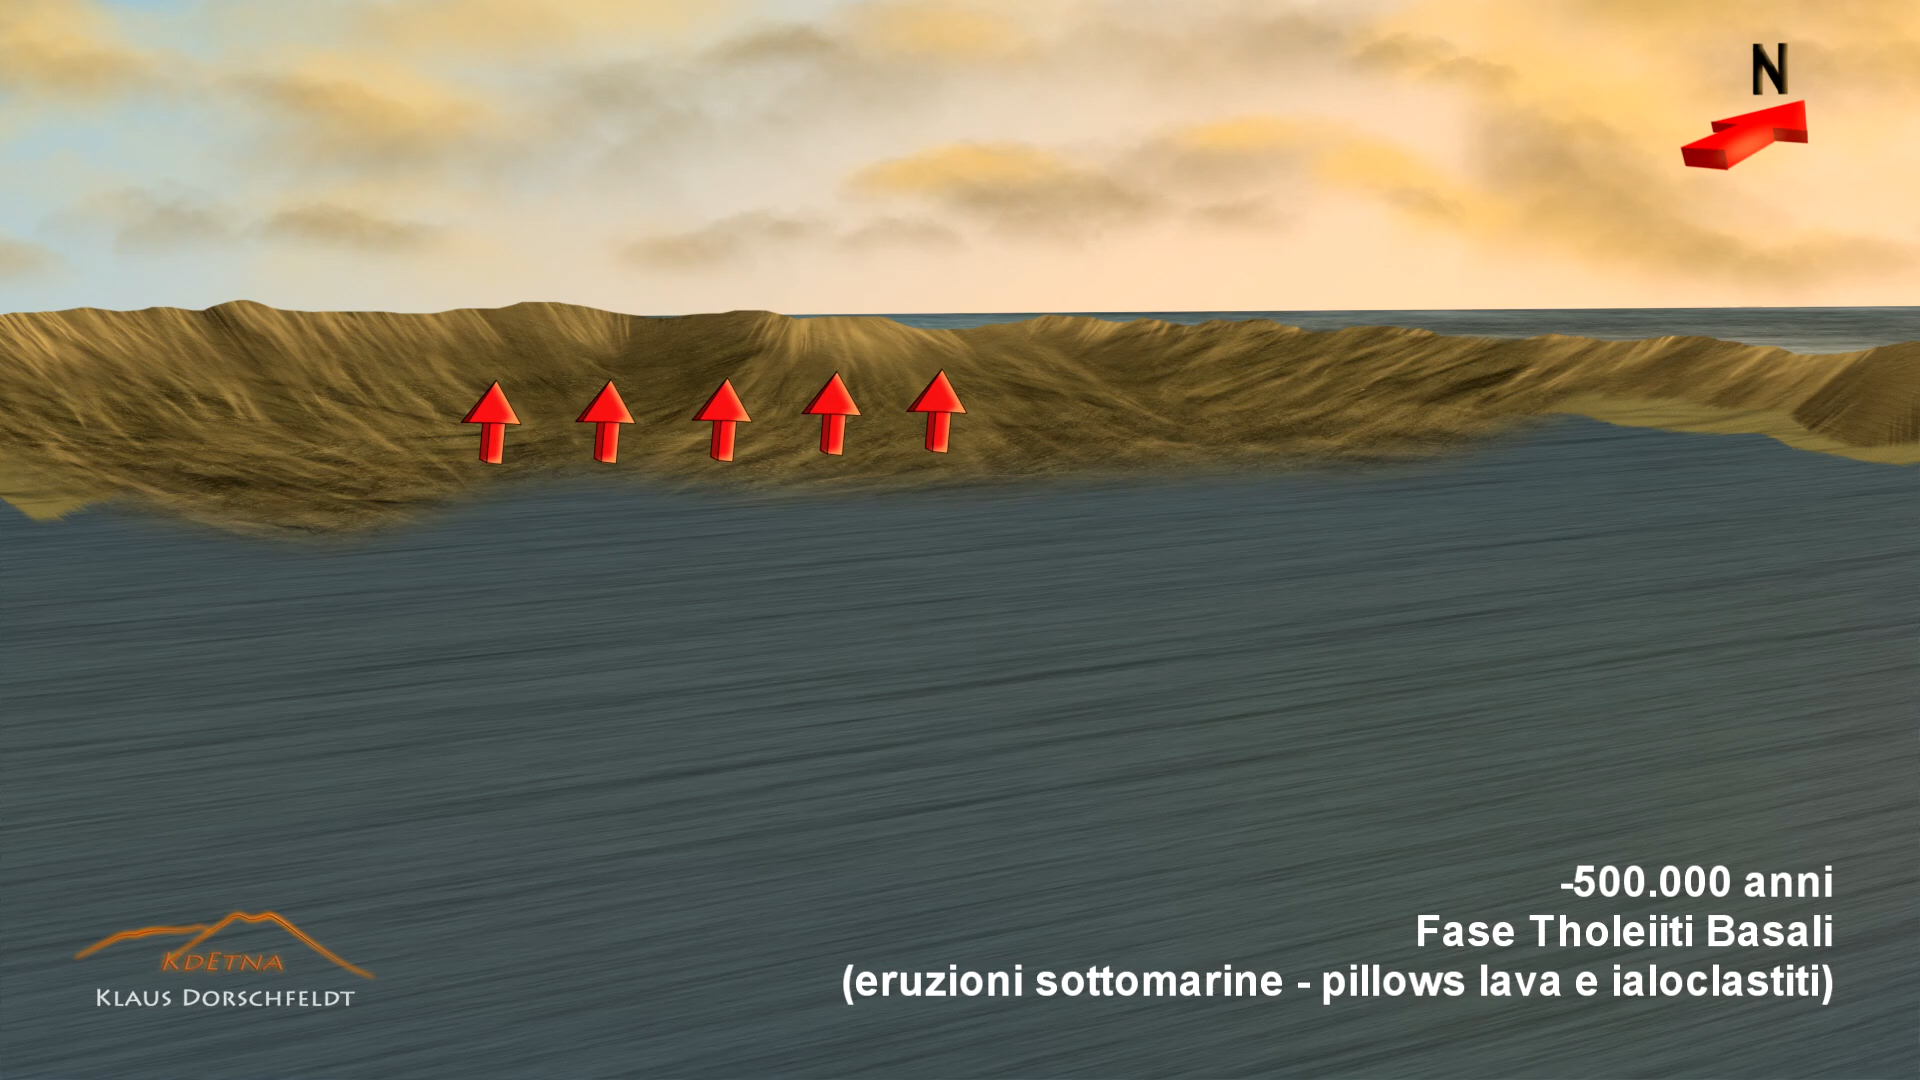 N
-500.000 anni
Fase Tholeiiti Basali
(eruzioni sottomarine - pillows lava e ialoclastiti)
KDETNA
KLAUS DORSCHFELDT